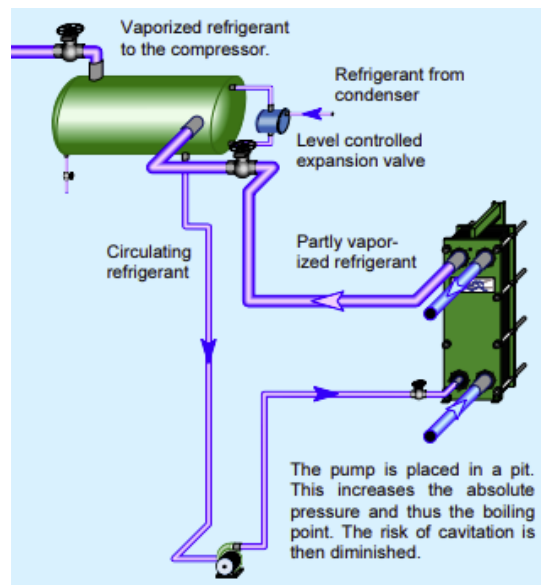 Vaporized refrigerant
to the compressor.
Refrigerant from
condenser
Level controlled
expansion valve
Circulating
refrigerant
Partly vapor-
ized refrigerant
The pump is placed in a pit.
This increases the absolute
pressure and thus the boiling
point. The risk of cavitation is
then diminished.